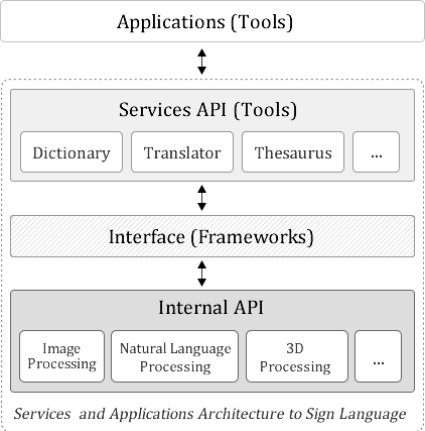 Applications (Tools)
Services API (Tools)
Dictionary Translator Thesaurus ...
Interface (Frameworks)
Internal API
Image Natural Language 3D
Processing Processing Processing ...
Services and Applications Architecture to Sign Language